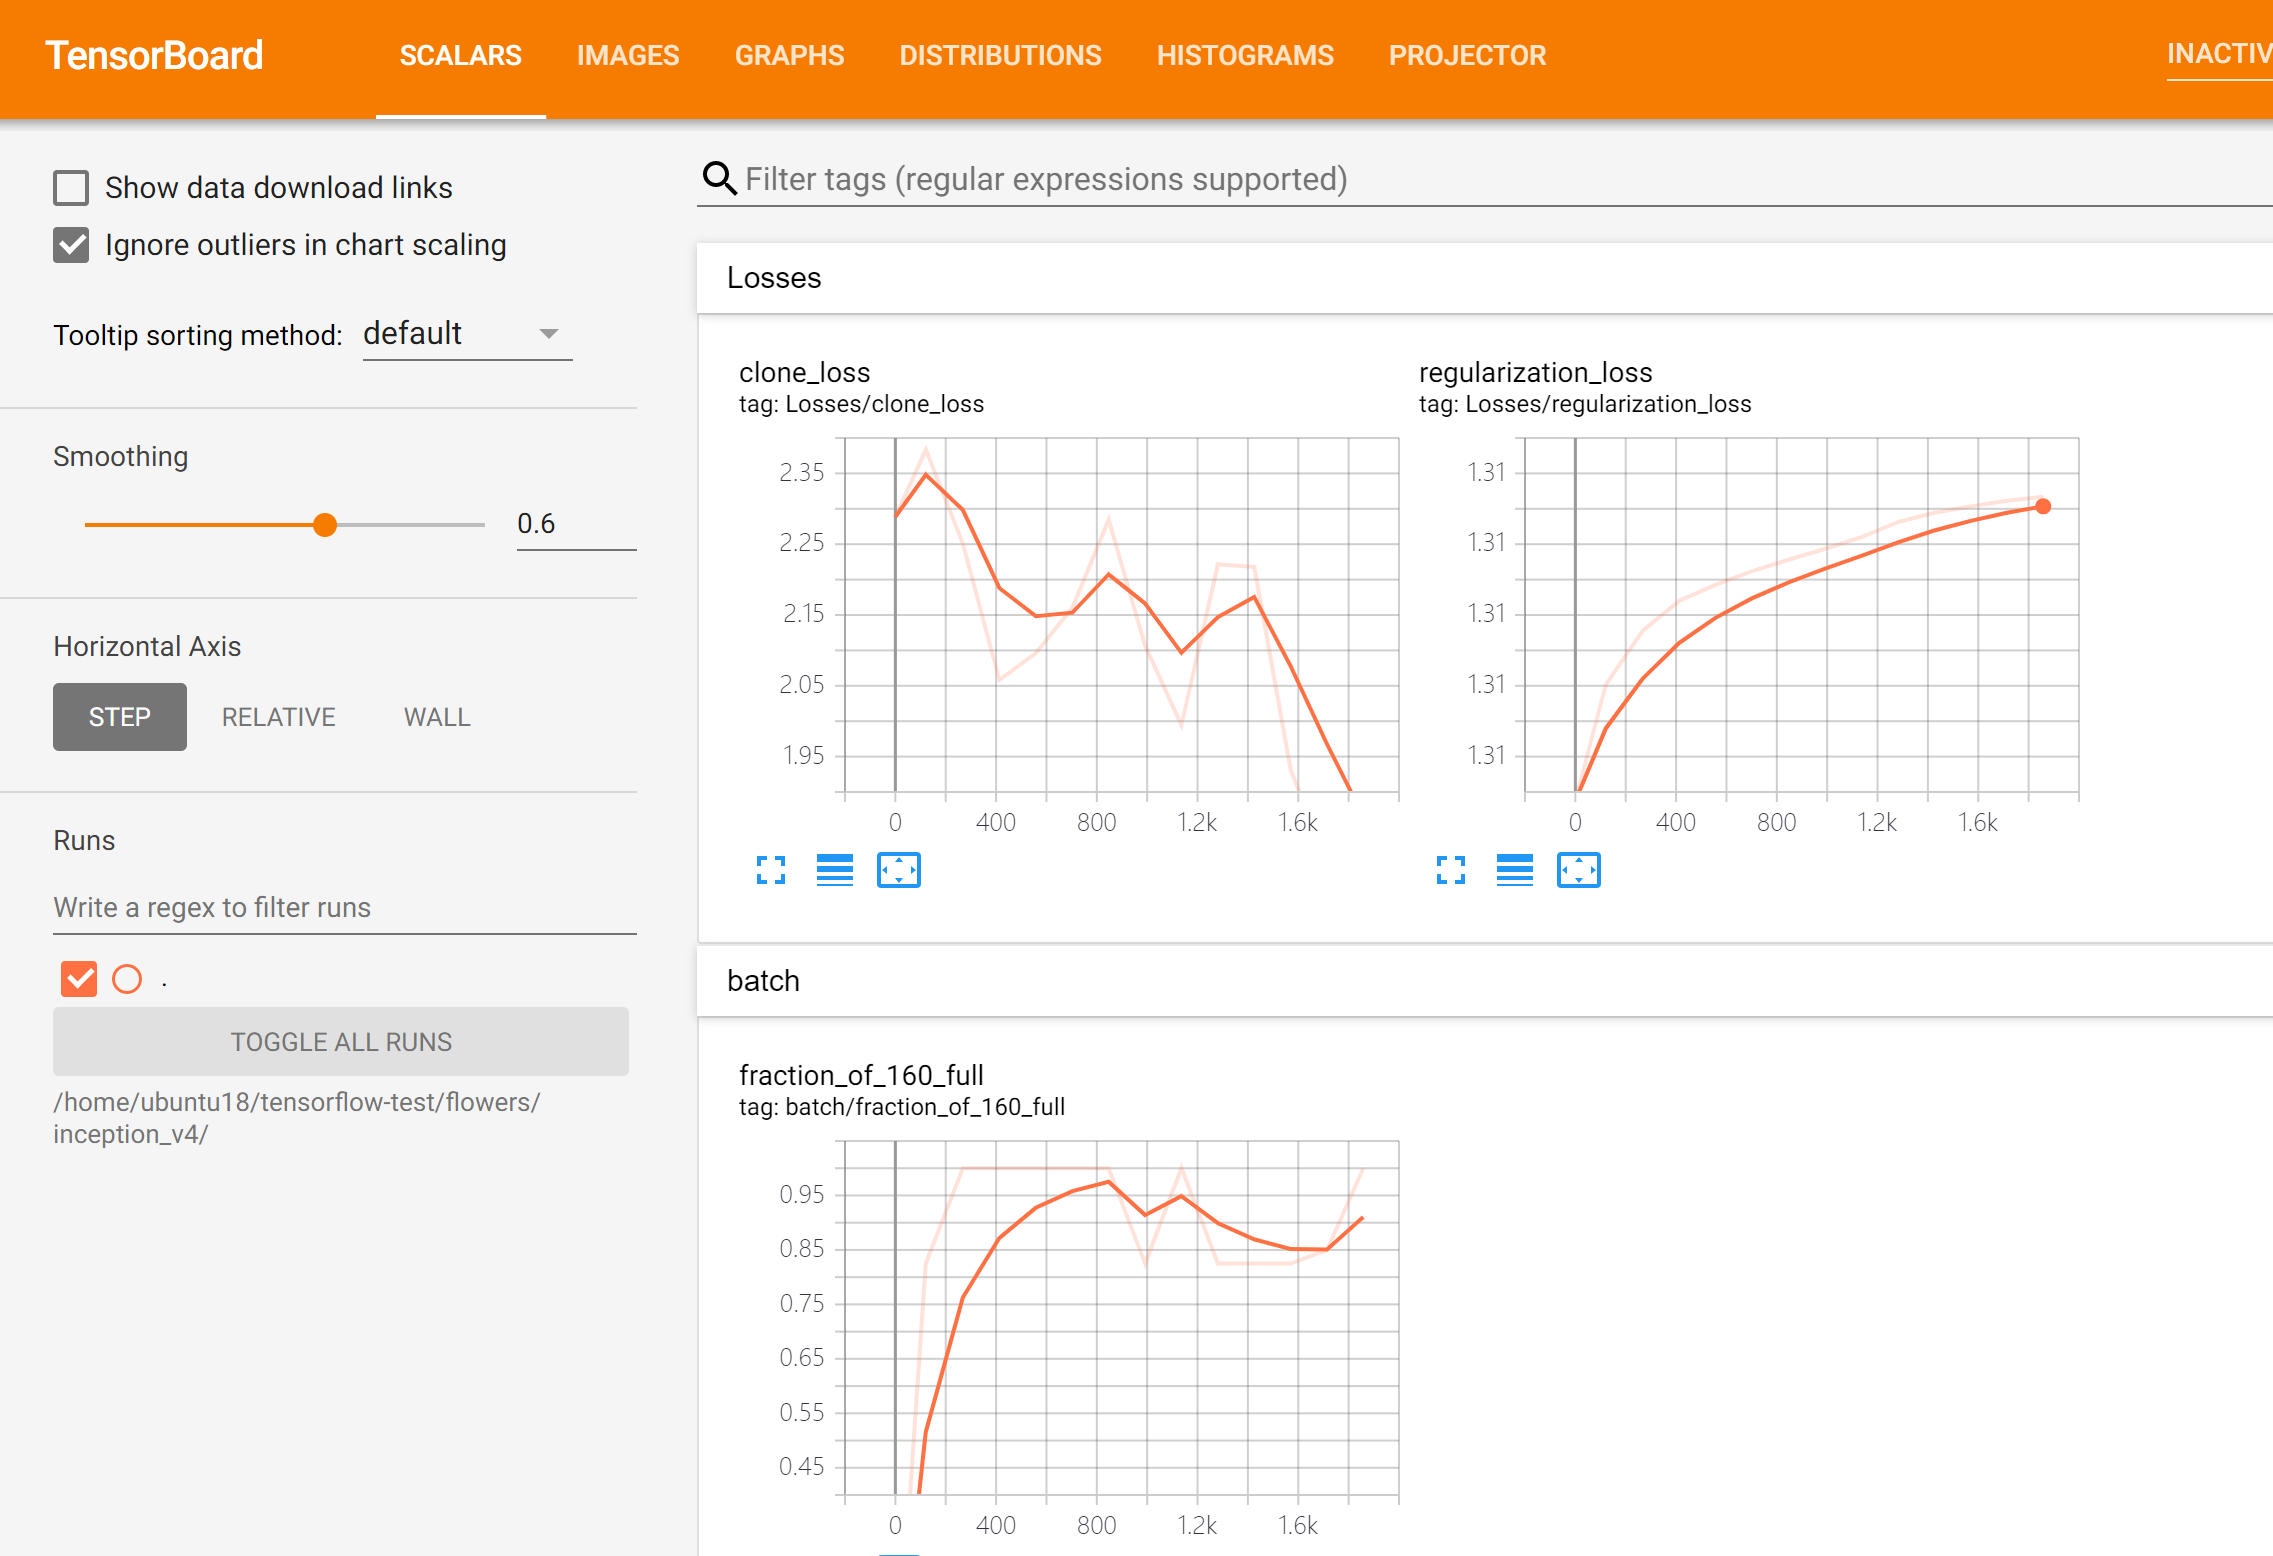 TensorBoard
SCALARS IMAGES GRAPHS DISTRIBUTIONS HISTOGRAMS PROJECTOR
INACTIV
Show data download links
Ignore outliers in chart scaling
Tooltip sorting method: default
Smoothing
0.6
Horizontal Axis
STEP RELATIVE WALL
Runs
Write a regex to filter runs
.
TOGGLE ALL RUNS
/home/ubuntu18/tensorflow-test/flowers/
inception_v4/
Filter tags (regular expressions supported)
Losses
clone_loss
tag: Losses/clone_loss
2.35
2.25
2.15
2.05
1.95
0 400 800 1.2k 1.6k
regularization_loss
tag: Losses/regularization_loss
1.31
1.31
1.31
1.31
1.31
0 400 800 1.2k 1.6k
batch
fraction_of_160_full
tag: batch/fraction_of_160_full
0.95
0.85
0.75
0.65
0.55
0.45
0 400 800 1.2k 1.6k